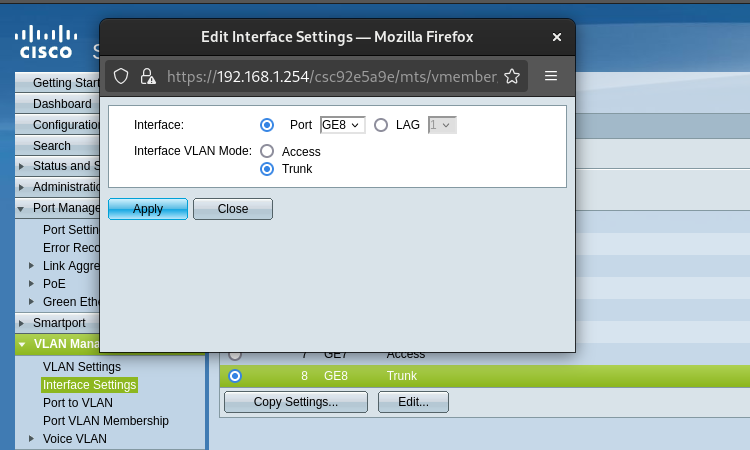 Edit Interface Settings — Mozilla Firefox
https://192.168.1.254/csc92e5a9e/mts/vmember
CISCO
Getting Start
Dashboard
Configuration
Search
Status and S
Administratio
Port Manage
Port Settin
Error Reco
Link Aggre
PoE
Green Eth
Smartport
VLAN Mana
VLAN Settings
Interface Settings
Port to VLAN
Port VLAN Membership
Voice VLAN
Interface: Port GE8 LAG 1
Interface VLAN Mode: Access
Trunk
Apply Close
7 GE7 Access
8 GE8 Trunk
Copy Settings... Edit...